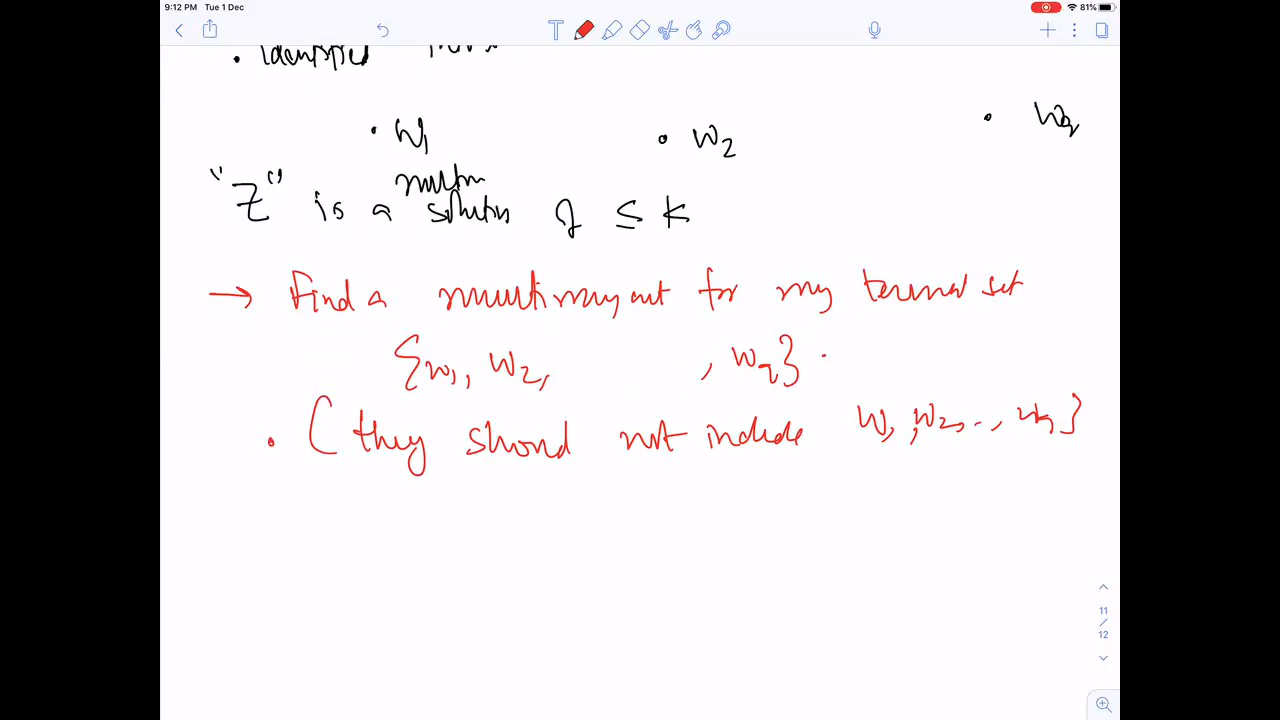 9:12 PM Tue 1 Dec
81%
• identified
• w1 • w2 • wq
"Z" is a solution of ≤ k
→ Find a multiway cut for my terminal set
{w1, w2, , wq} .
• ( they should not include w1, w2, .., wq }
11
/
12